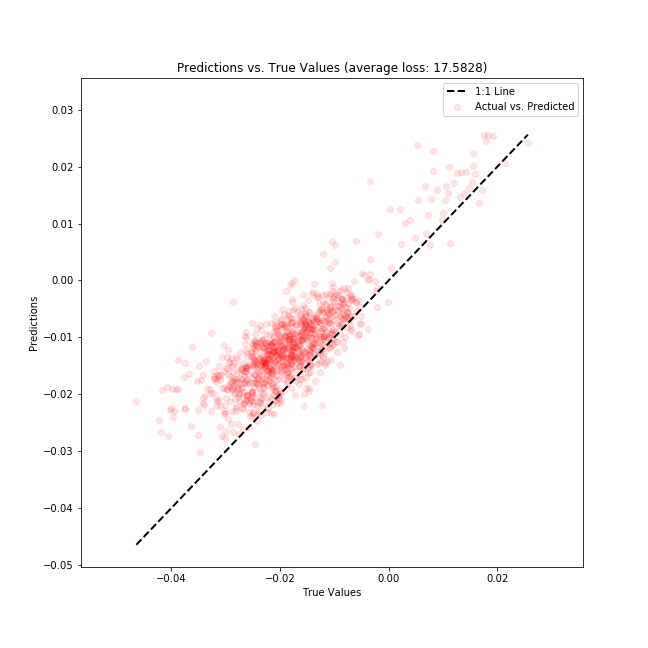 Predictions vs. True Values (average loss: 17.5828)
1:1 Line
Actual vs. Predicted
0.03
0.02
0.01
0.00
−0.01
−0.02
−0.03
−0.04
−0.05
Predictions
−0.04
−0.02
0.00
0.02
True Values